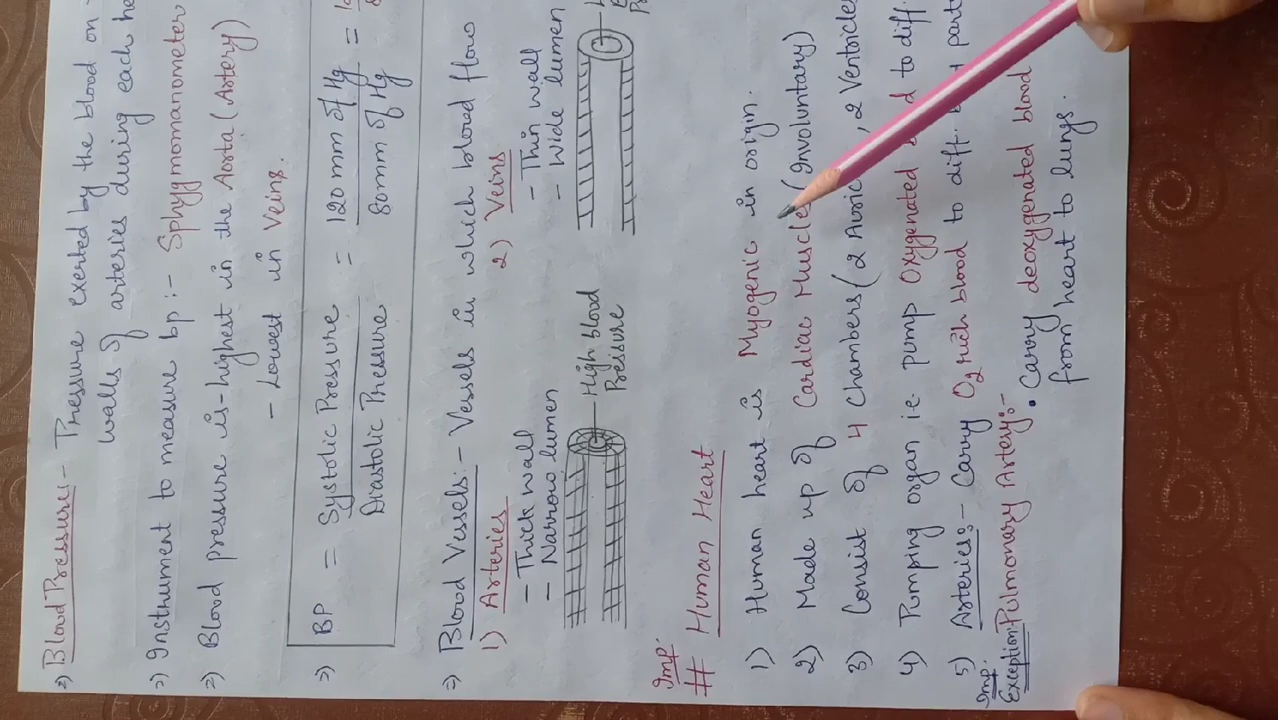 ⇒) Blood Pressure:- Pressure exerted by the blood on
walls of arteries during each
⇒) Instrument to measure bp:- Sphygmomanometer
⇒) Blood pressure is - highest in the Aorta (Artery)
- Lowest in Veins.
⇒) BP = Systolic Pressure = 120 mm of Hg =
Diastolic Pressure 80mm of Hg
⇒) Blood Vessels:- Vessels in which blood flow
1) Arteries 2) Veins
- Thick wall - Thin wall
- Narrow lumen - Wide lumen
High blood
Pressure
Imp:
# Human Heart
1) Human heart is Myogenic in origin.
2) Made up of Cardiac Muscle (Involuntary)
3) Consist of 4 chambers (2 , 2 Ventricles
4) Pumping organ ie pump Oxygenated to diff.
5) Arteries:- Carry O2 rich blood to diff. part
Imp.
Exception: Pulmonary Artery:-
• Carry deoxygenated blood
from heart to lungs.